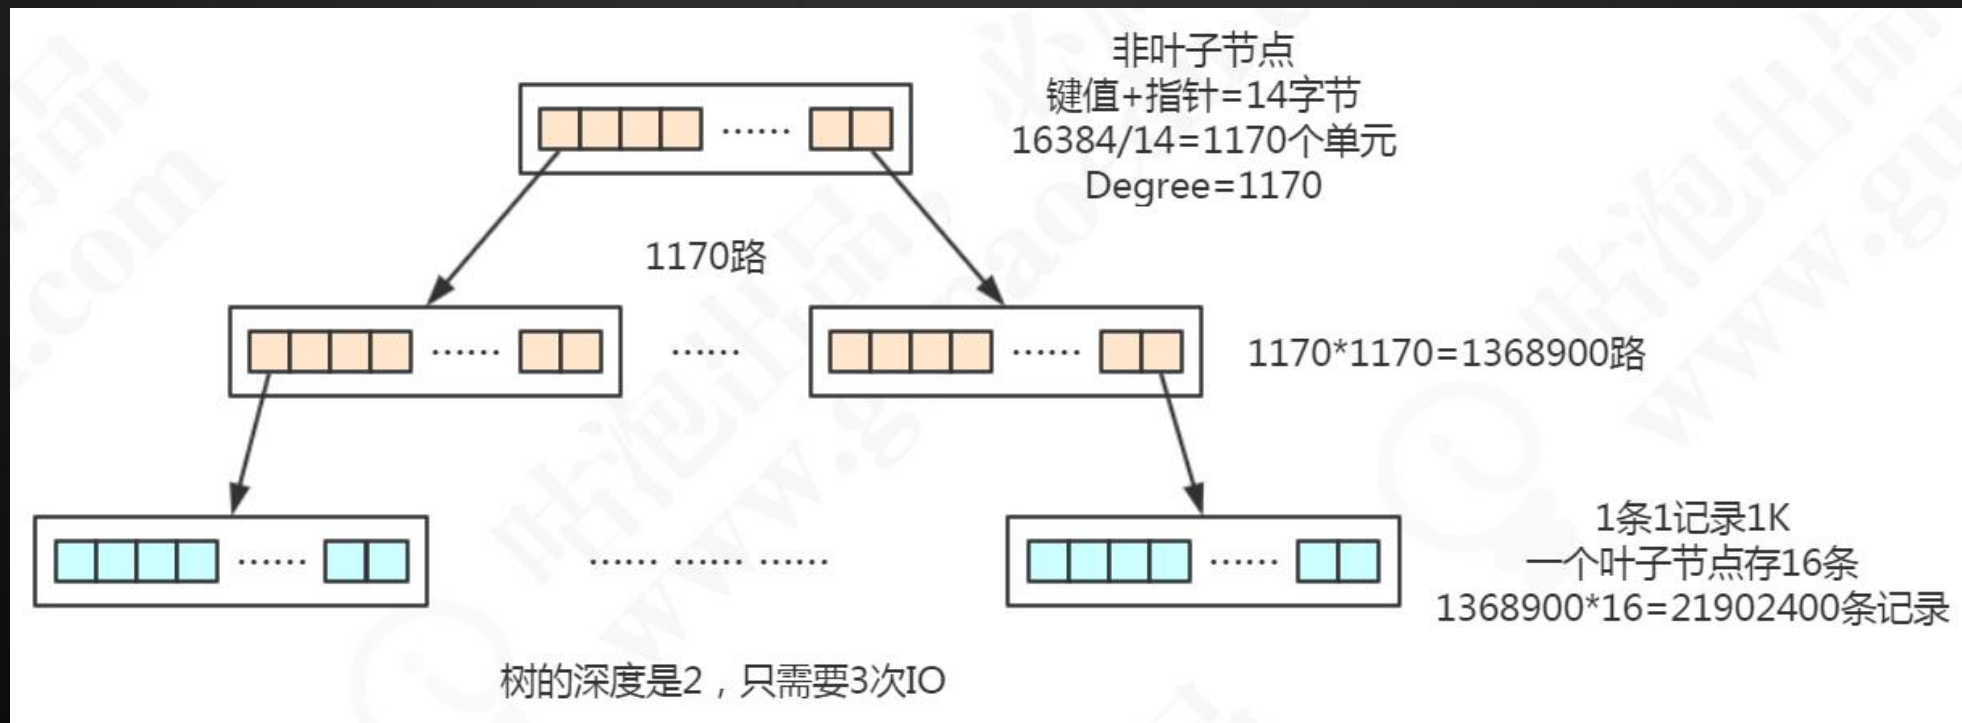 非叶子节点
键值+指针=14字节
16384/14=1170个单元
Degree=1170
……
1170路
……
……
……
1170*1170=1368900路
……
…… …… ……
……
1条1记录1K
一个叶子节点存16条
1368900*16=21902400条记录
树的深度是2，只需要3次IO
咕泡出品